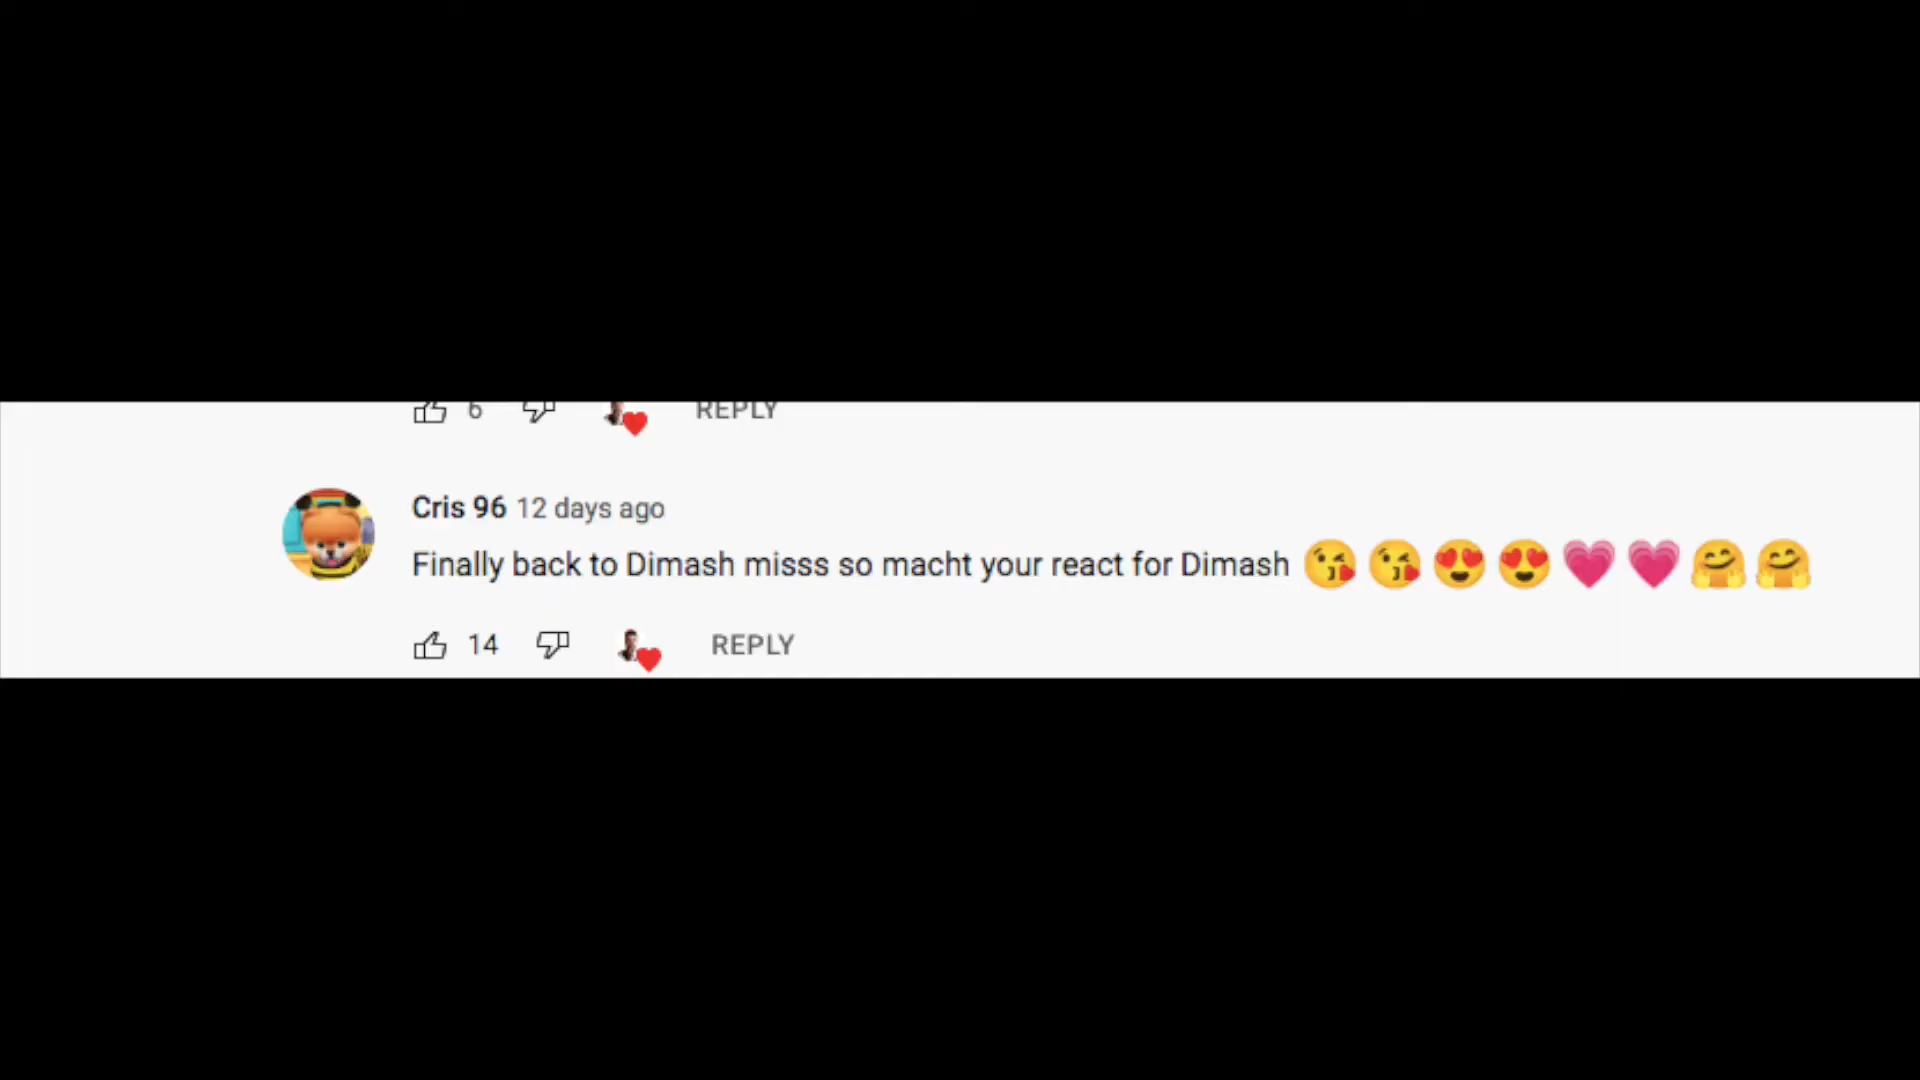 6 REPLY
Cris 96 12 days ago
Finally back to Dimash misss so macht your react for Dimash 😘😘😍😍💗💗🤗🤗
14 REPLY